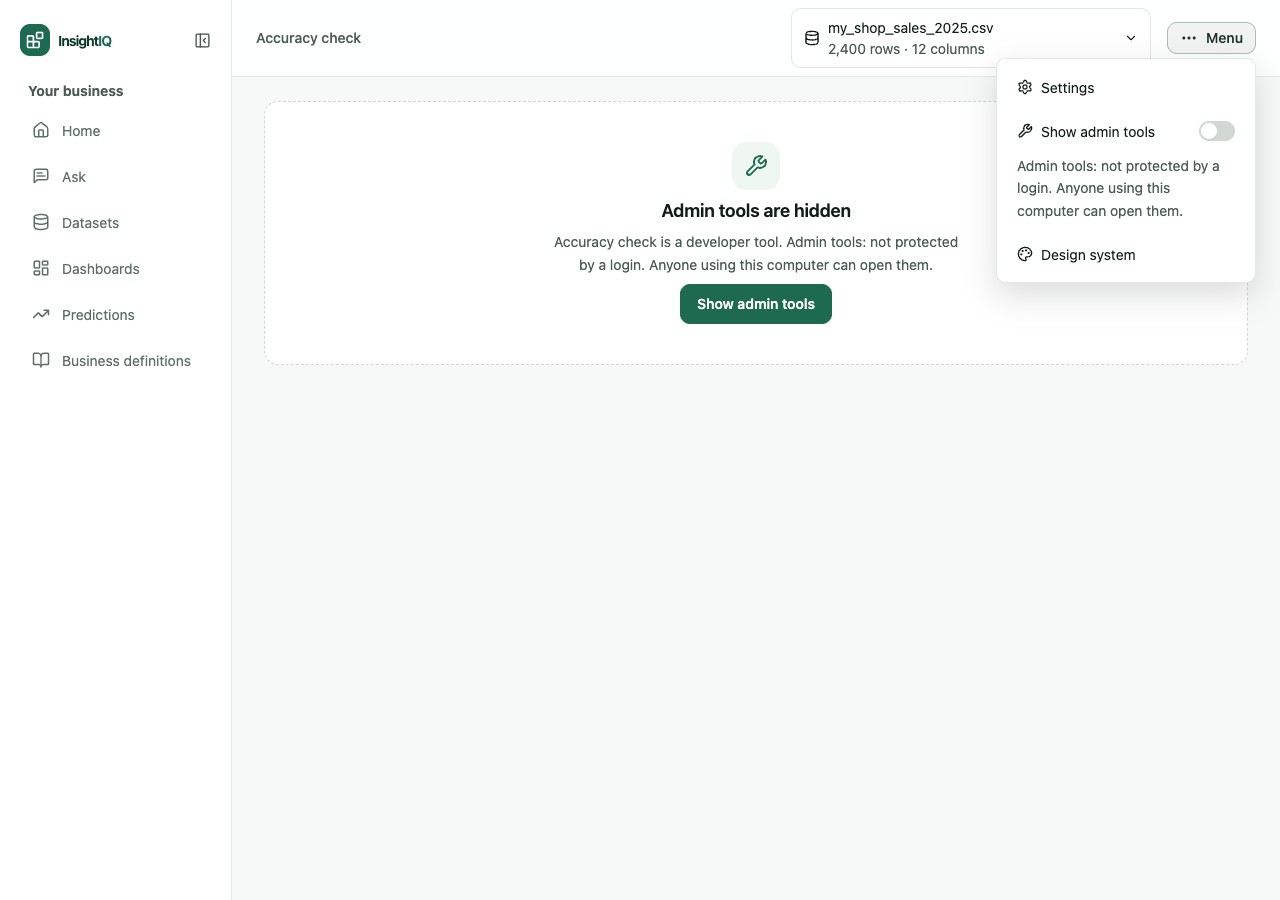 InsightIQ
Your business
Home
Ask
Datasets
Dashboards
Predictions
Business definitions
Accuracy check
my_shop_sales_2025.csv
2,400 rows · 12 columns
Menu
Settings
Show admin tools
Admin tools: not protected by a
login. Anyone using this
computer can open them.
Design system
Admin tools are hidden
Accuracy check is a developer tool. Admin tools: not protected
by a login. Anyone using this computer can open them.
Show admin tools